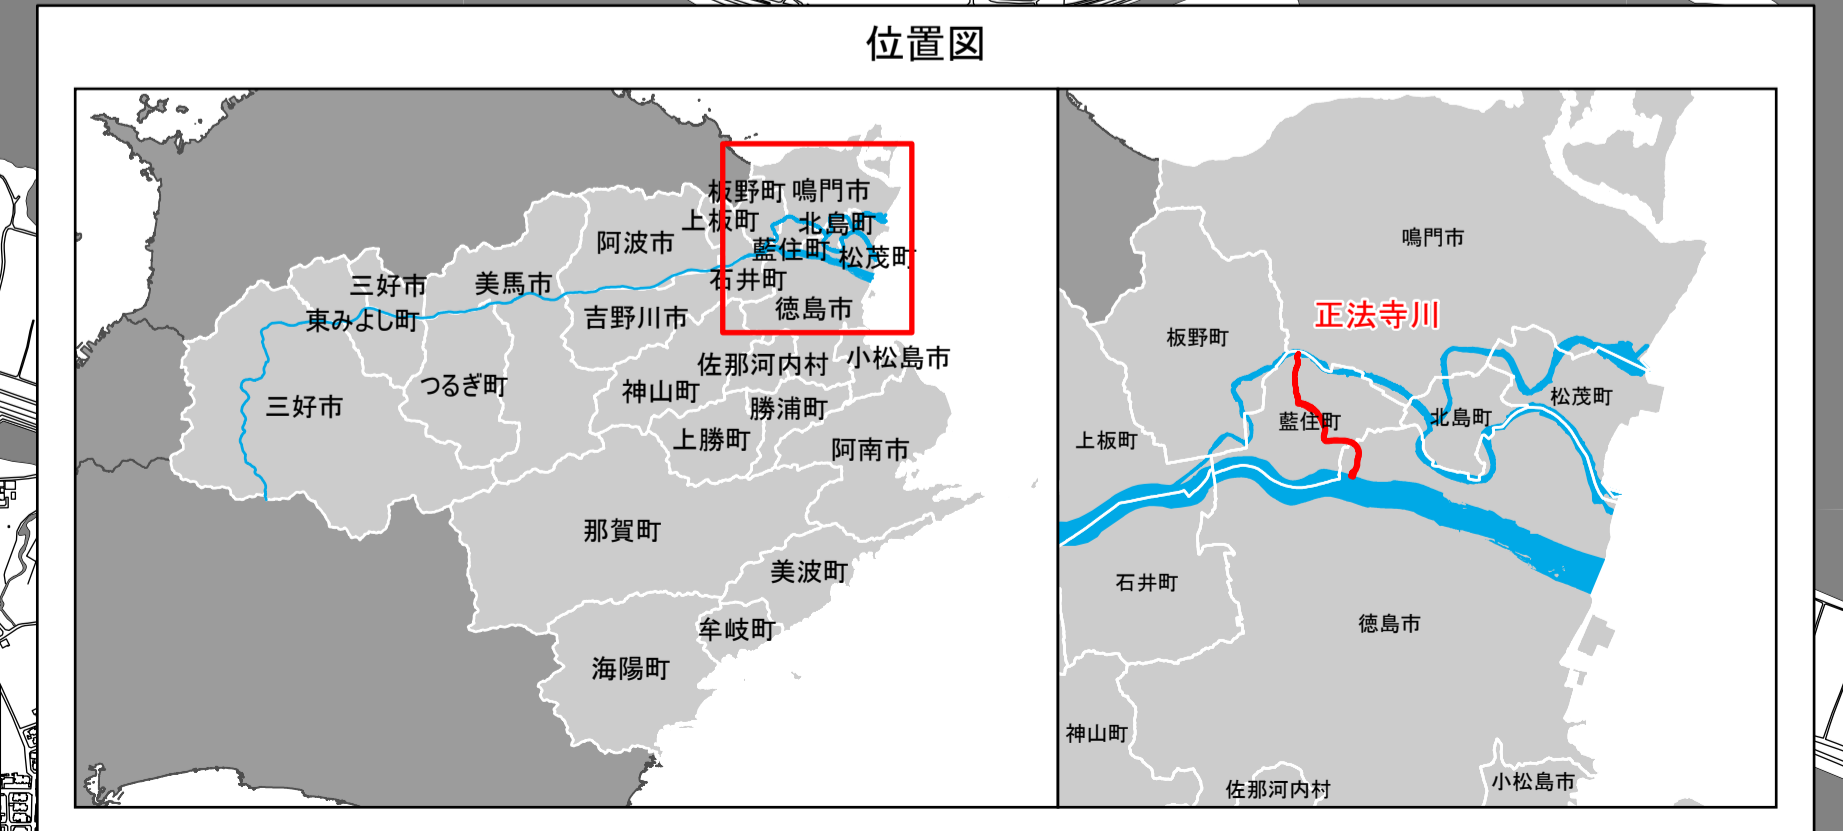 位置図
板野町 鳴門市
上板町 北島町
阿波市
藍住町 松茂町
三好市 美馬市 石井町
東みよし町 吉野川市 徳島市
佐那河内村 小松島市
つるぎ町 神山町
三好市 勝浦町
上勝町 阿南市
那賀町
美波町
牟岐町
海陽町
鳴門市
正法寺川
板野町
松茂町
藍住町 北島町
上板町
石井町
徳島市
神山町
佐那河内村 小松島市